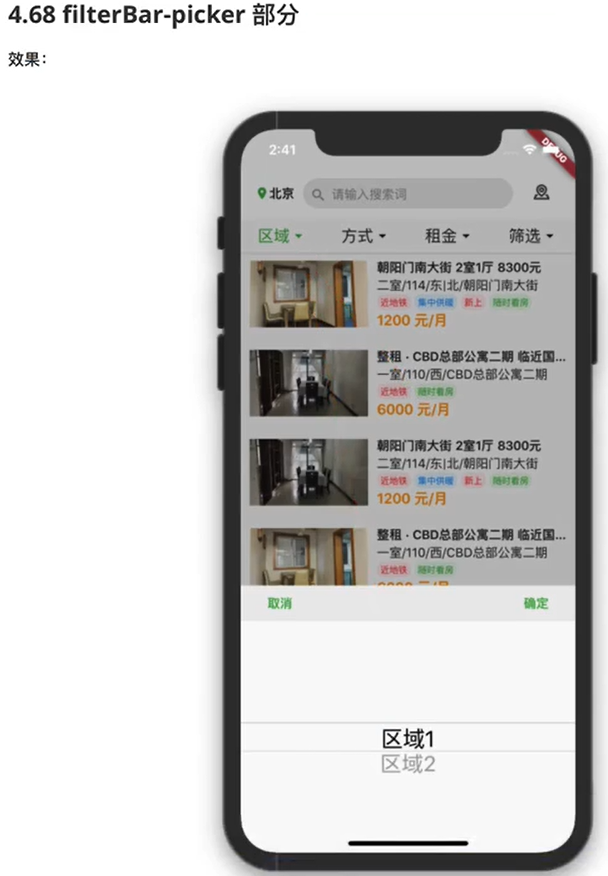 4.68 filterBar-picker 部分
效果：
2:41
DEBUG
北京 请输入搜索词
区域 方式 租金 筛选
朝阳门南大街 2室1厅 8300元
二室/114/东|北/朝阳门南大街
近地铁 集中供暖 新上 随时看房
1200 元/月
整租 · CBD总部公寓二期 临近国...
一室/110/西/CBD总部公寓二期
近地铁 随时看房
6000 元/月
朝阳门南大街 2室1厅 8300元
二室/114/东|北/朝阳门南大街
近地铁 集中供暖 新上 随时看房
1200 元/月
整租 · CBD总部公寓二期 临近国...
一室/110/西/CBD总部公寓二期
近地铁 随时看房
取消 确定
区域1
区域2